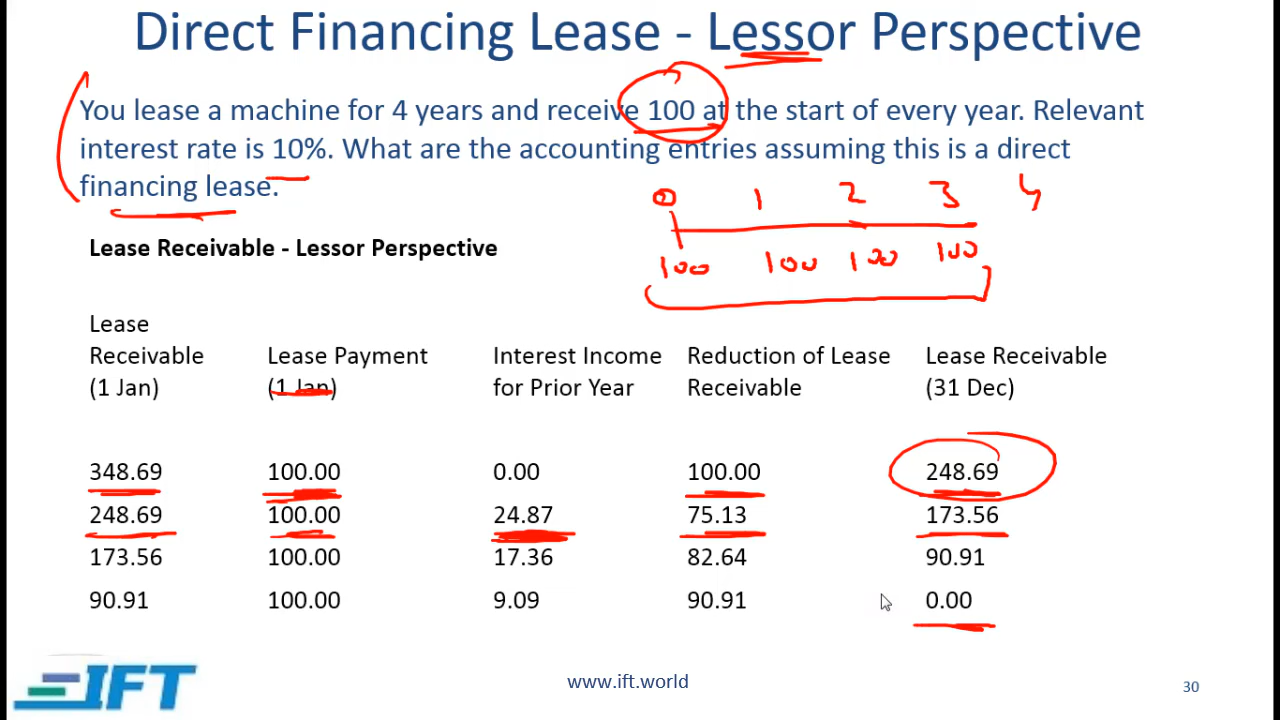 Direct Financing Lease - Lessor Perspective
You lease a machine for 4 years and receive 100 at the start of every year. Relevant
interest rate is 10%. What are the accounting entries assuming this is a direct
financing lease.
0 1 2 3 4
100 100 100 100
Lease Receivable - Lessor Perspective
Lease
Receivable Lease Payment Interest Income Reduction of Lease Lease Receivable
(1 Jan) (1 Jan) for Prior Year Receivable (31 Dec)
348.69 100.00 0.00 100.00 248.69
248.69 100.00 24.87 75.13 173.56
173.56 100.00 17.36 82.64 90.91
90.91 100.00 9.09 90.91 0.00
IFT
www.ift.world
30